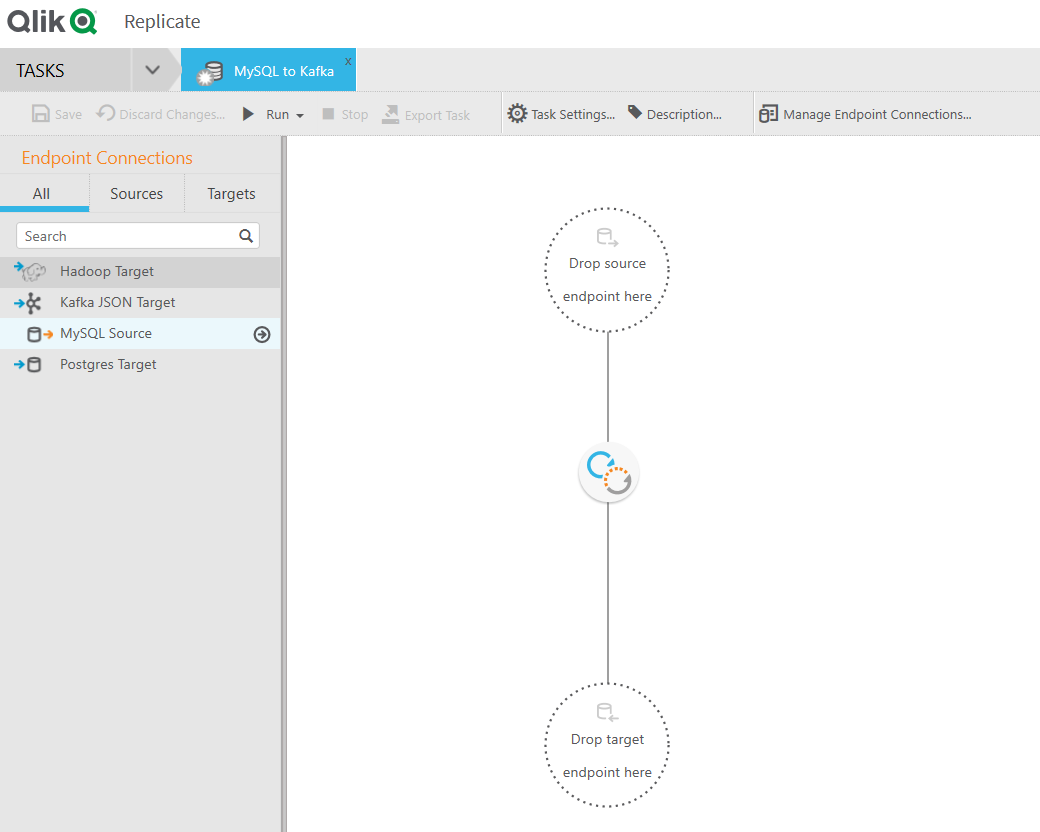 Qlik Replicate
TASKS
MySQL to Kafka x
Save Discard Changes... Run Stop Export Task Task Settings... Description... Manage Endpoint Connections...
Endpoint Connections
All Sources Targets
Search
Hadoop Target
Kafka JSON Target
MySQL Source
Postgres Target
Drop source
endpoint here
Drop target
endpoint here